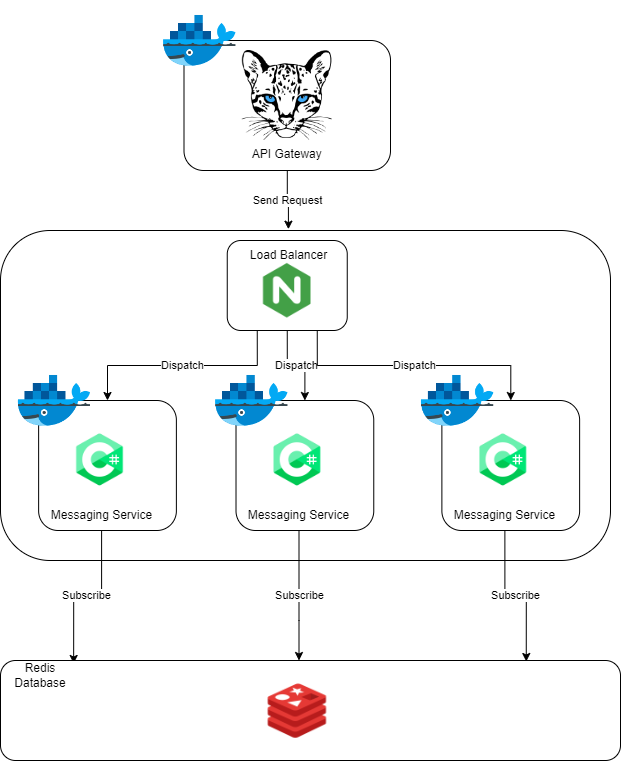 API Gateway
Send Request
Load Balancer
N
Dispatch
Dispatch
Dispatch
C#
C#
C#
Messaging Service
Messaging Service
Messaging Service
Subscribe
Subscribe
Subscribe
Redis
Database